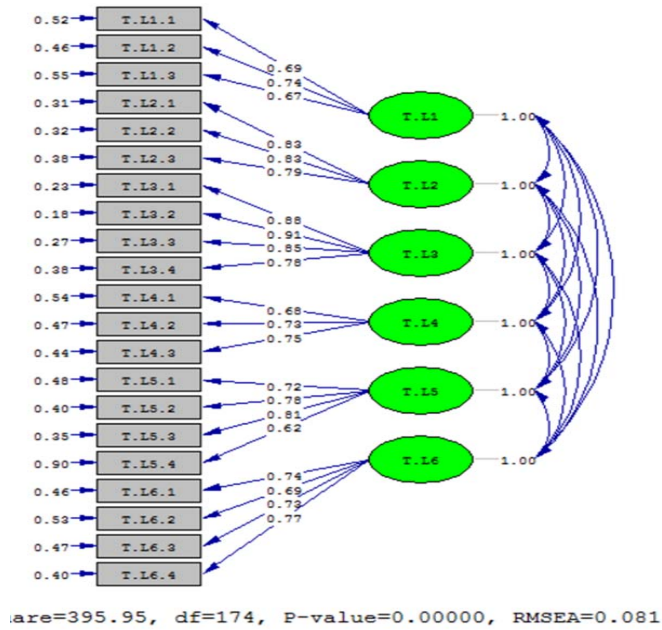 0.52 T.L1.1
0.46 T.L1.2
0.55 T.L1.3
0.31 T.L2.1
0.32 T.L2.2
0.38 T.L2.3
0.23 T.L3.1
0.18 T.L3.2
0.27 T.L3.3
0.38 T.L3.4
0.54 T.L4.1
0.47 T.L4.2
0.44 T.L4.3
0.48 T.L5.1
0.40 T.L5.2
0.35 T.L5.3
0.90 T.L5.4
0.46 T.L6.1
0.53 T.L6.2
0.47 T.L6.3
0.40 T.L6.4
0.69
0.74
0.67
0.83
0.83
0.79
0.88
0.91
0.85
0.78
0.68
0.73
0.75
0.72
0.78
0.81
0.62
0.74
0.69
0.73
0.77
T.L1 1.00
T.L2 1.00
T.L3 1.00
T.L4 1.00
T.L5 1.00
T.L6 1.00
are=395.95, df=174, P-value=0.00000, RMSEA=0.081